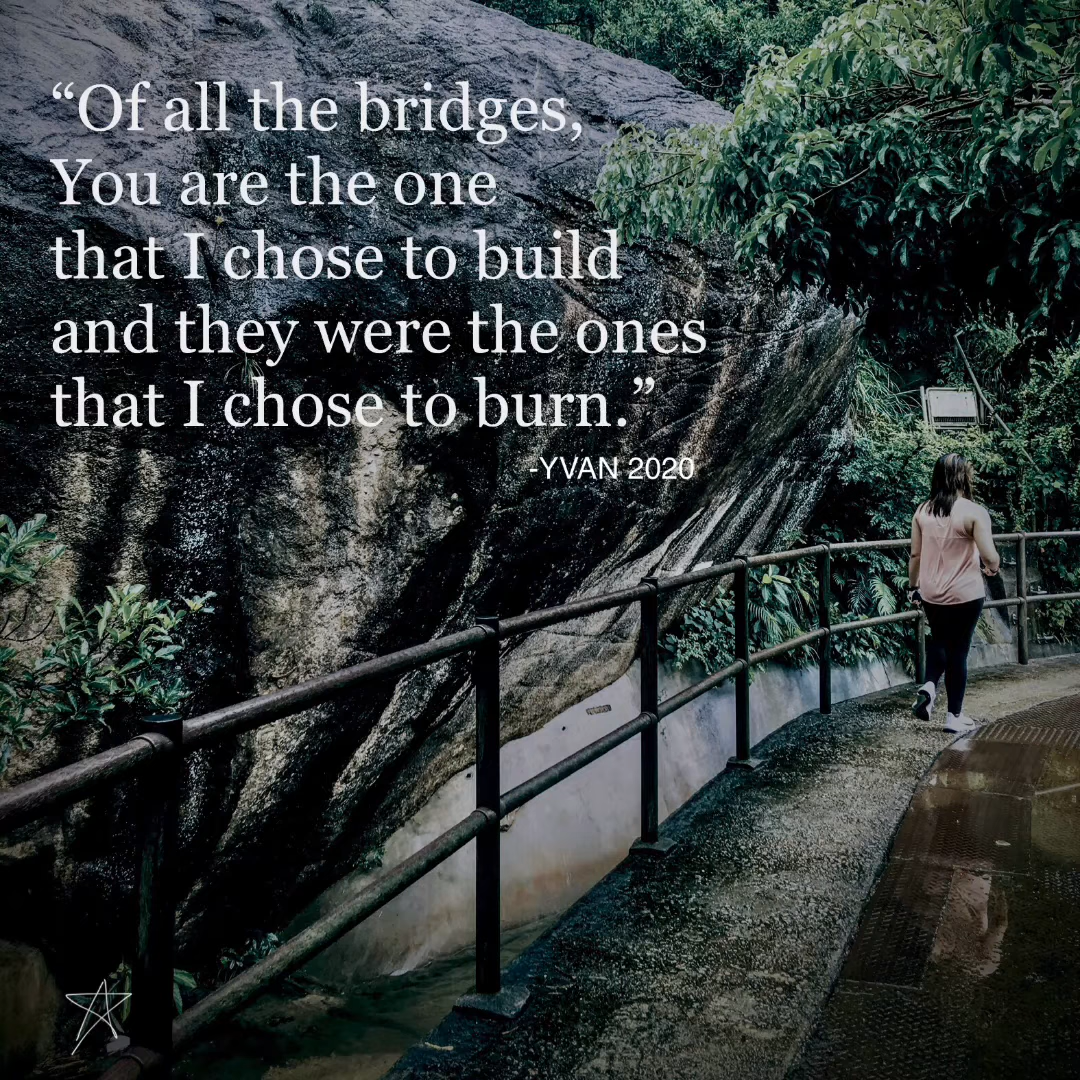 “Of all the bridges,
You are the one
that I chose to build
and they were the ones
that I chose to burn.”
-YVAN 2020